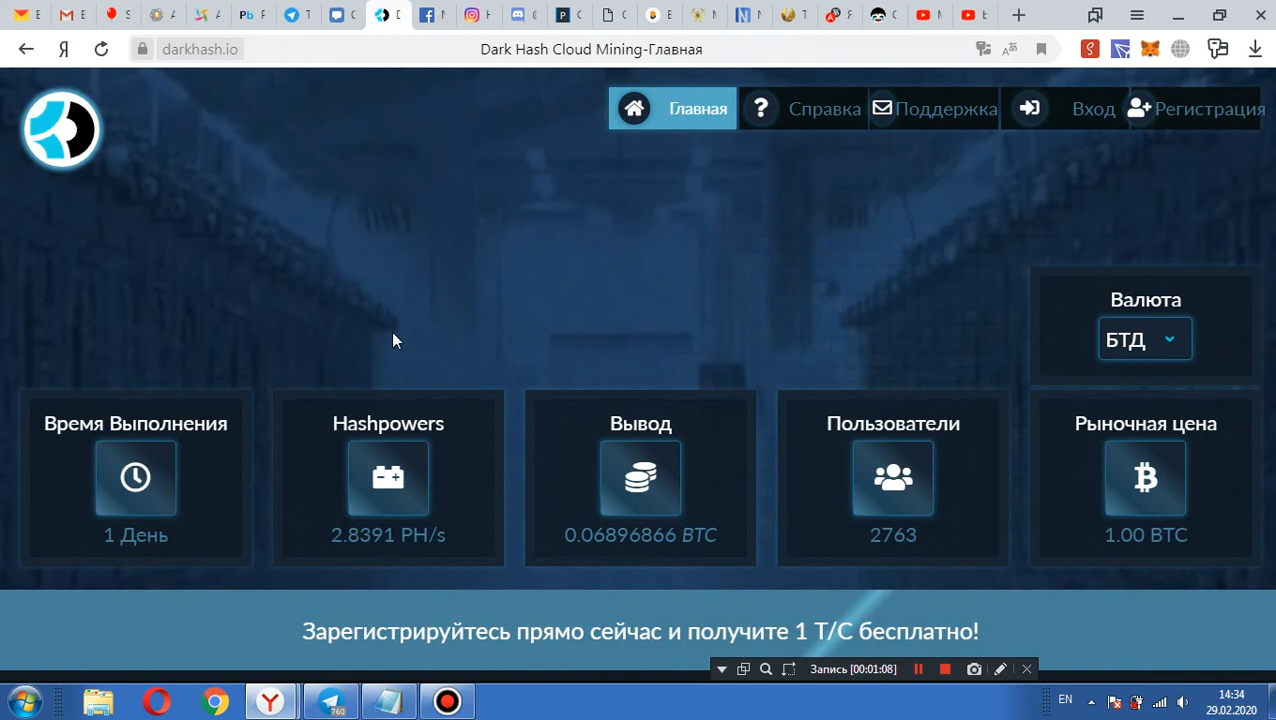 E
E
S
A
A
Pb F
T
C
D
N
H
@
C
C
E
M
N
M
Я
C
M
E
Я
darkhash.io
Dark Hash Cloud Mining-Главная
Главная
Справка
Поддержка
Вход
Регистрация
Валюта
БТД
Время Выполнения
1 День
Hashpowers
2.8391 PH/s
Вывод
0.06896866 BTC
Пользователи
2763
Рыночная цена
1.00 BTC
Зарегистрируйтесь прямо сейчас и получите 1 Т/С бесплатно!
Запись [00:01:08]
760
EN
14:34
29.02.2020